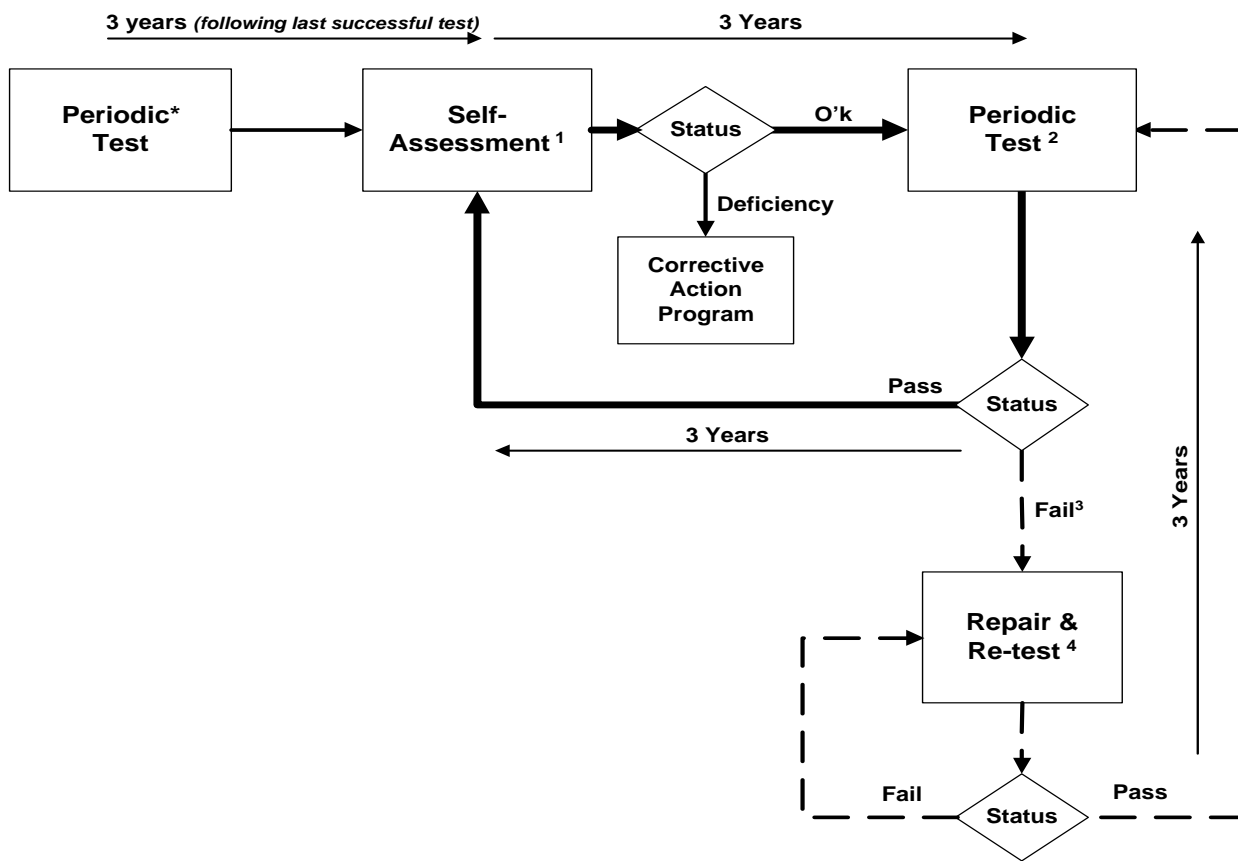 3 years (following last successful test)
3 Years
Periodic*
Test
Self-
Assessment 1
Status
O'k
Periodic
Test 2
Deficiency
Corrective
Action
Program
Pass
Status
3 Years
Fail3
3 Years
Repair &
Re-test 4
Fail
Status
Pass